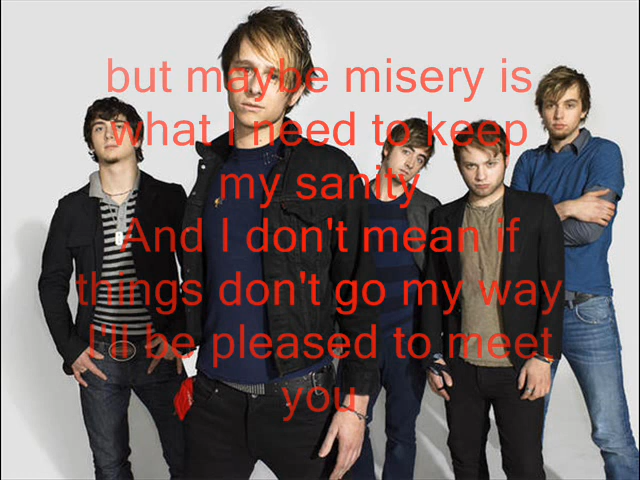 but maybe misery is
what I need to keep
my sanity
And I don't mean if
things don't go my way
I'll be pleased to meet
you